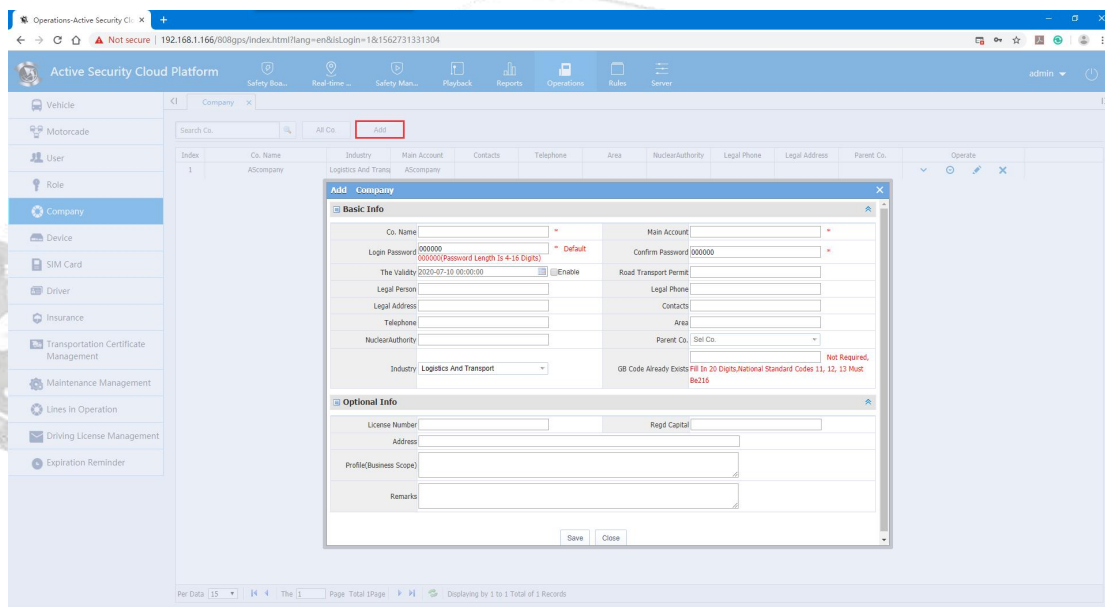 Operations-Active Security Clo
Not secure | 192.168.1.166/808gps/index.html?lang=en&isLogin=1&1562731331304
Active Security Cloud Platform
Safety Boa... Real-time ... Safety Man... Playback Reports Operations Rules Server
admin
Vehicle
Motorcade
User
Role
Company
Device
SIM Card
Driver
Insurance
Transportation Certificate
Management
Maintenance Management
Lines In Operation
Driving License Management
Expiration Reminder
Company
Search Co. All Co. Add
Index Co. Name Industry Main Account Contacts Telephone Area NuclearAuthority Legal Phone Legal Address Parent Co. Operate
1 AScompany Logistics And Transp AScompany
Add Company
Basic Info
Co. Name * Main Account *
Login Password 000000 * Default
000000(Password Length Is 4-16 Digits)
Confirm Password 000000 *
The Validity 2020-07-10 00:00:00 Enable Road Transport Permit
Legal Person Legal Phone
Legal Address Contacts
Telephone Area
NuclearAuthority Parent Co. Sel Co.
Industry Logistics And Transport
GB Code Already Exists Not Required,
Fill In 20 Digits,National Standard Codes 11, 12, 13 Must
Be216
Optional Info
License Number Regd Capital
Address
Profile(Business Scope)
Remarks
Save Close
Per Data 15 The 1 Page Total 1Page Displaying by 1 to 1 Total of 1 Records